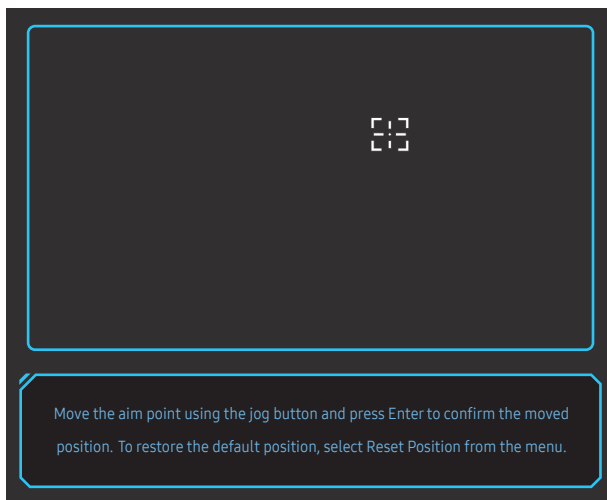 Move the aim point using the jog button and press Enter to confirm the moved
position. To restore the default position, select Reset Position from the menu.